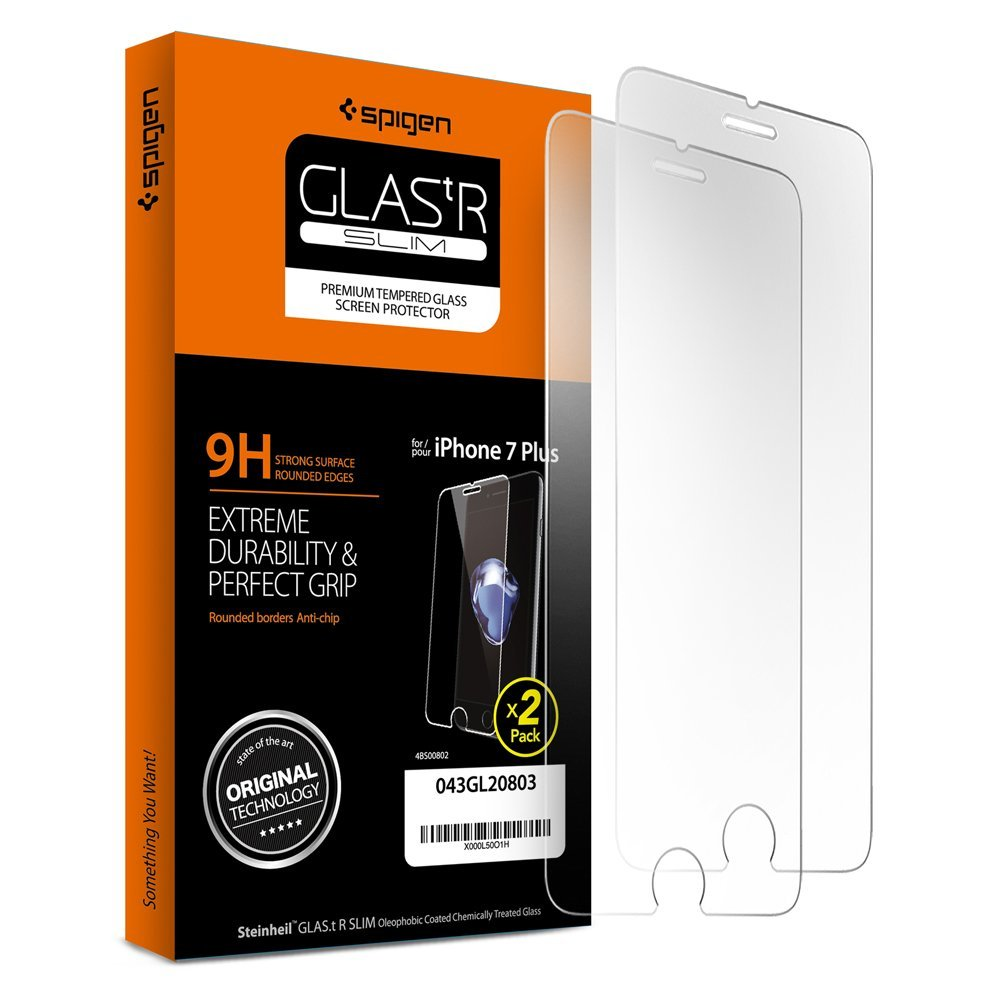 spigen
Something You Want!
spigen
GLAStR
SLIM
PREMIUM TEMPERED GLASS
SCREEN PROTECTOR
9H STRONG SURFACE
ROUNDED EDGES
for/
pour iPhone 7 Plus
EXTREME
DURABILITY &
PERFECT GRIP
Rounded borders Anti-chip
x2
Pack
state of the art
ORIGINAL
TECHNOLOGY
4BS00802
043GL20803
X000L50O1H
Steinheil™ GLAS.t R SLIM Oleophobic Coated Chemically Treated Glass